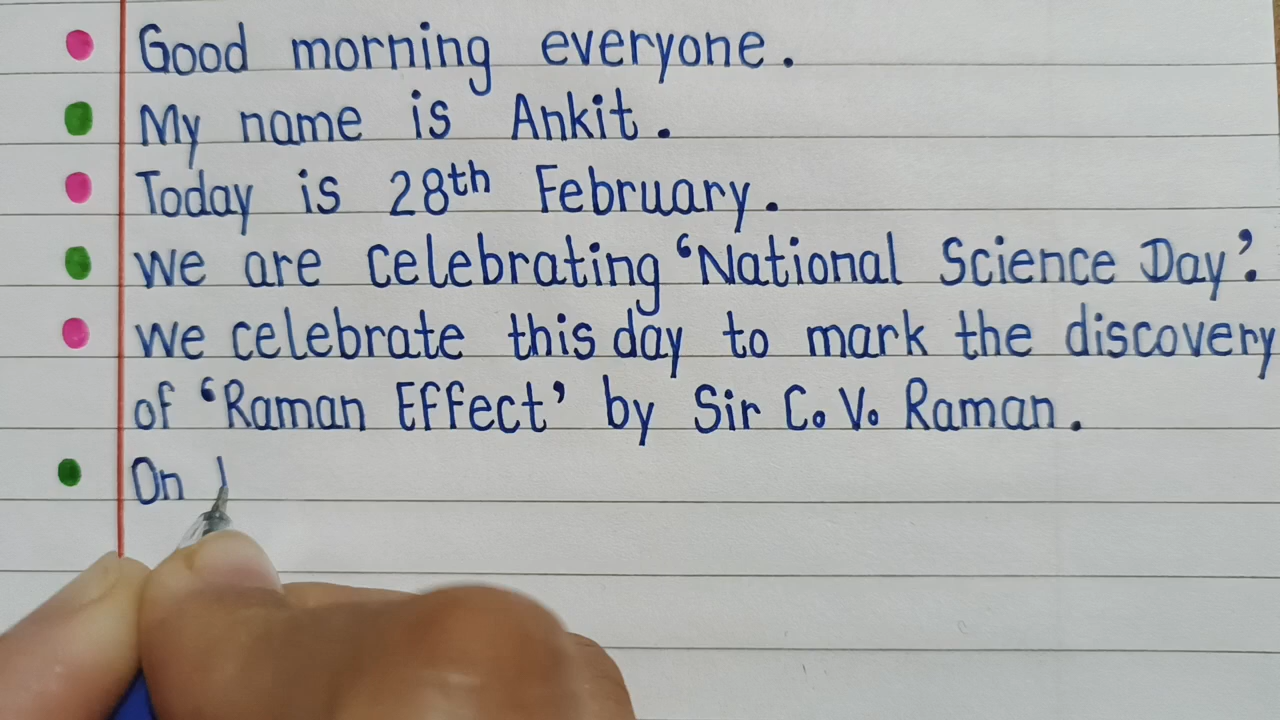 Good morning everyone.
My name is Ankit.
Today is 28th February.
We are celebrating ‘National Science Day’.
We celebrate this day to mark the discovery
of ‘Raman Effect’ by Sir C. V. Raman.
On